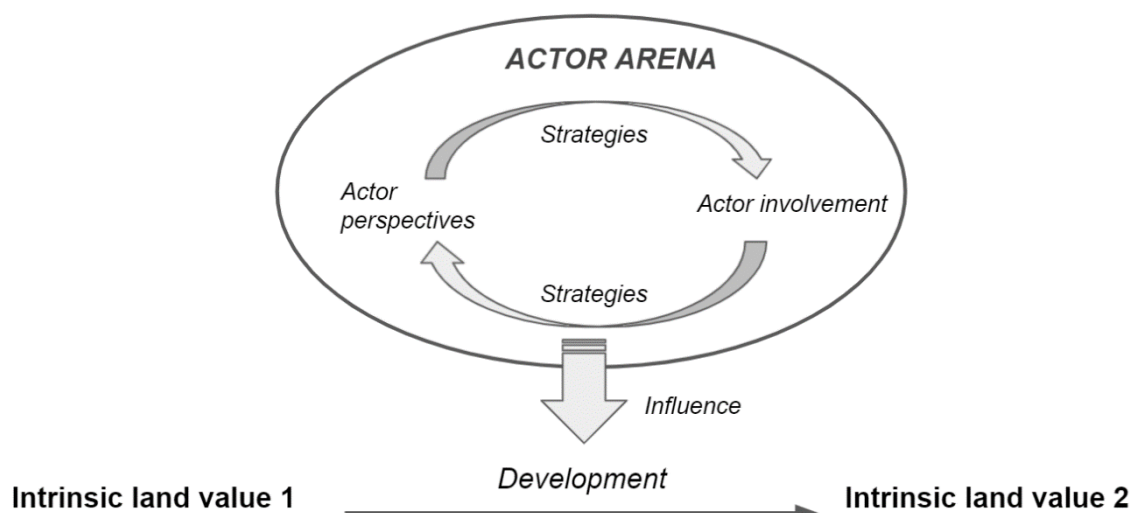 ACTOR ARENA
Strategies
Actor
perspectives
Actor involvement
Strategies
Influence
Development
Intrinsic land value 1
Intrinsic land value 2